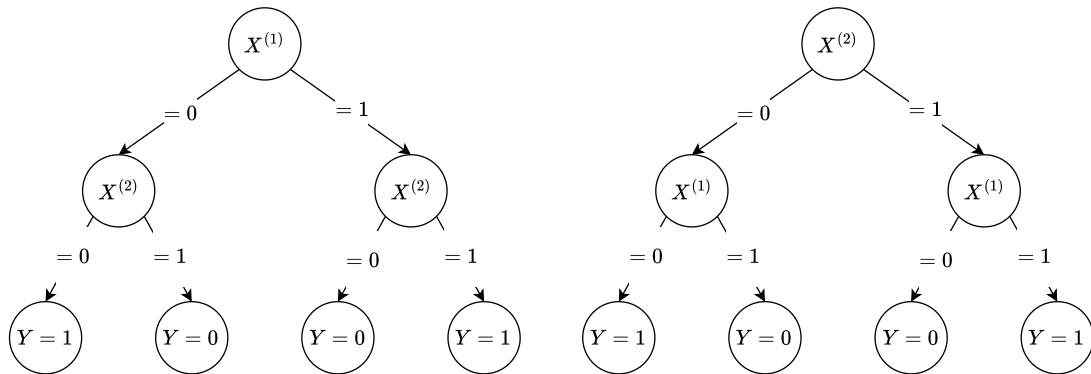 X^{(1)} X^{(2)}
= 0 = 1 = 0 = 1
X^{(2)} X^{(2)} X^{(1)} X^{(1)}
= 0 = 1 = 0 = 1 = 0 = 1 = 0 = 1
Y = 1 Y = 0 Y = 0 Y = 1 Y = 1 Y = 0 Y = 0 Y = 1